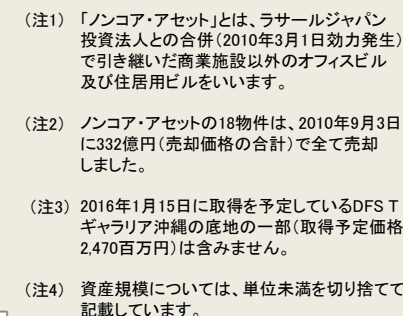 （注1） 「ノンコア・アセット」とは、ラサールジャパン
投資法人との合併（2010年3月1日効力発生）
で引き継いだ商業施設以外のオフィスビル
及び住居用ビルをいいます。
（注2） ノンコア・アセットの18物件は、2010年9月3日
に332億円（売却価格の合計）で全て売却
しました。
（注3） 2016年1月15日に取得を予定しているDFS T
ギャラリア沖縄の底地の一部（取得予定価格
2,470百万円）は含みません。
（注4） 資産規模については、単位未満を切り捨てて
記載しています。